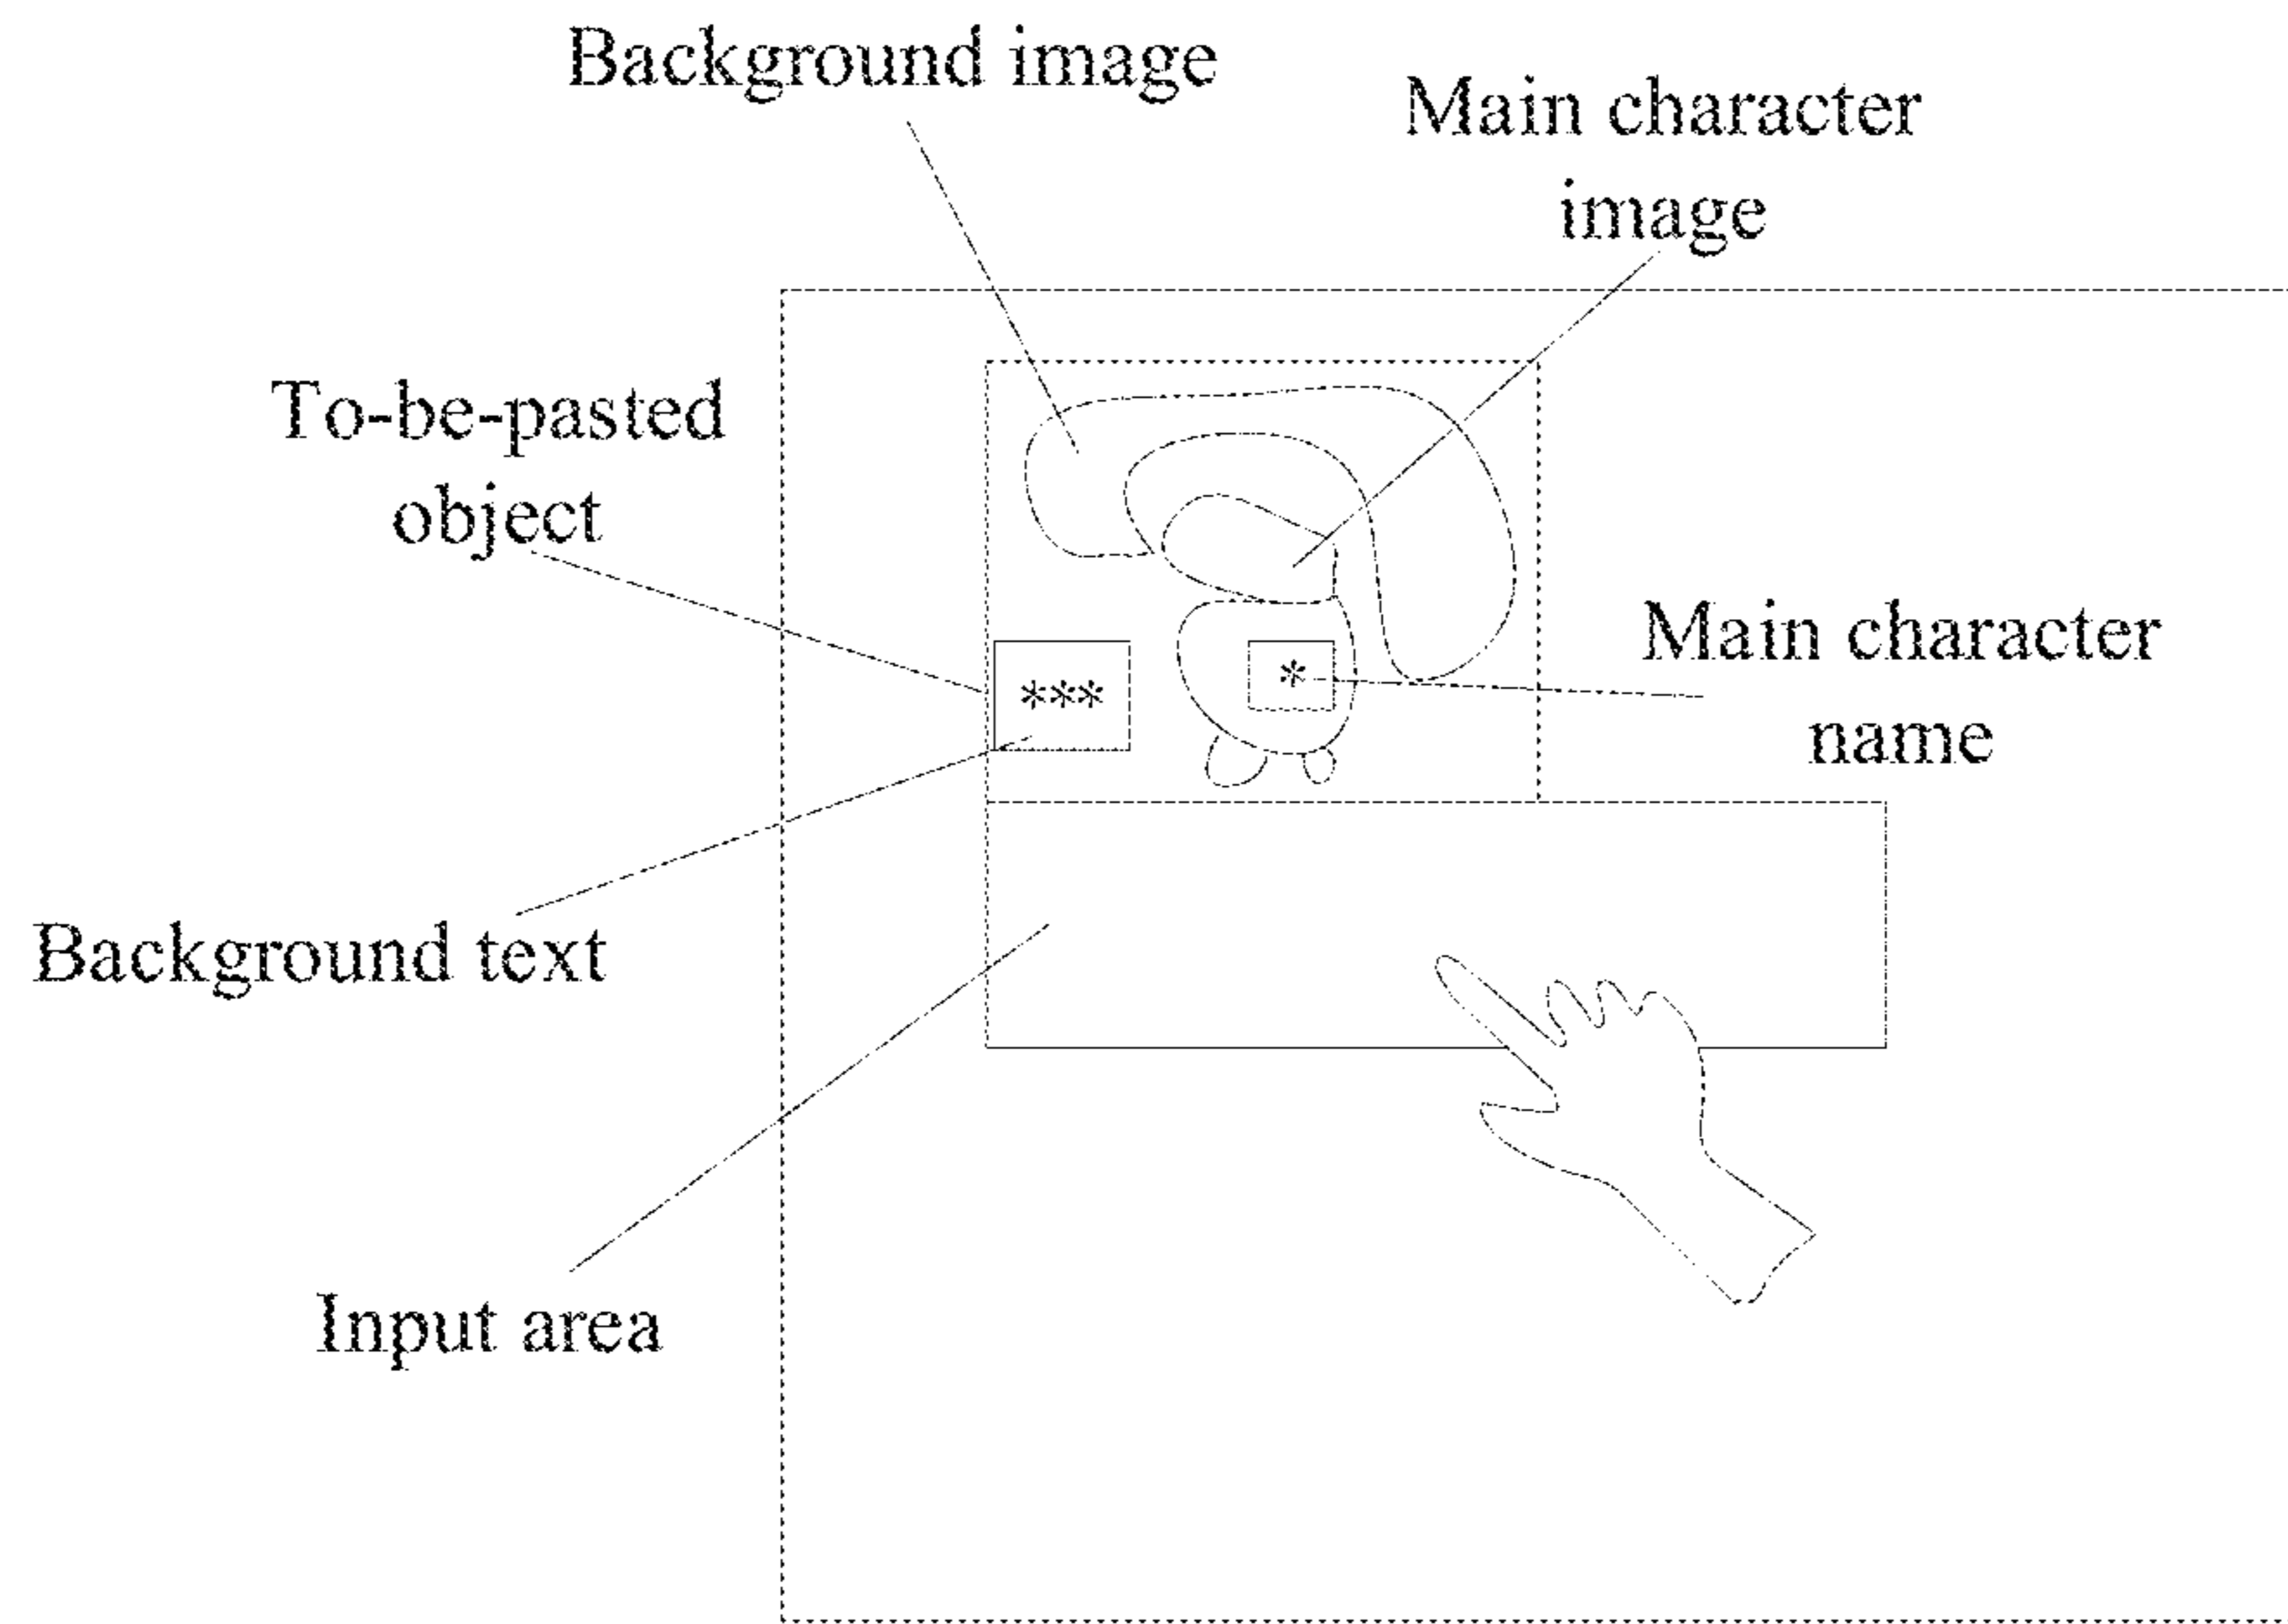 Background image
Main character
image
To-be-pasted
object
Main character
name
***
*
Background text
Input area